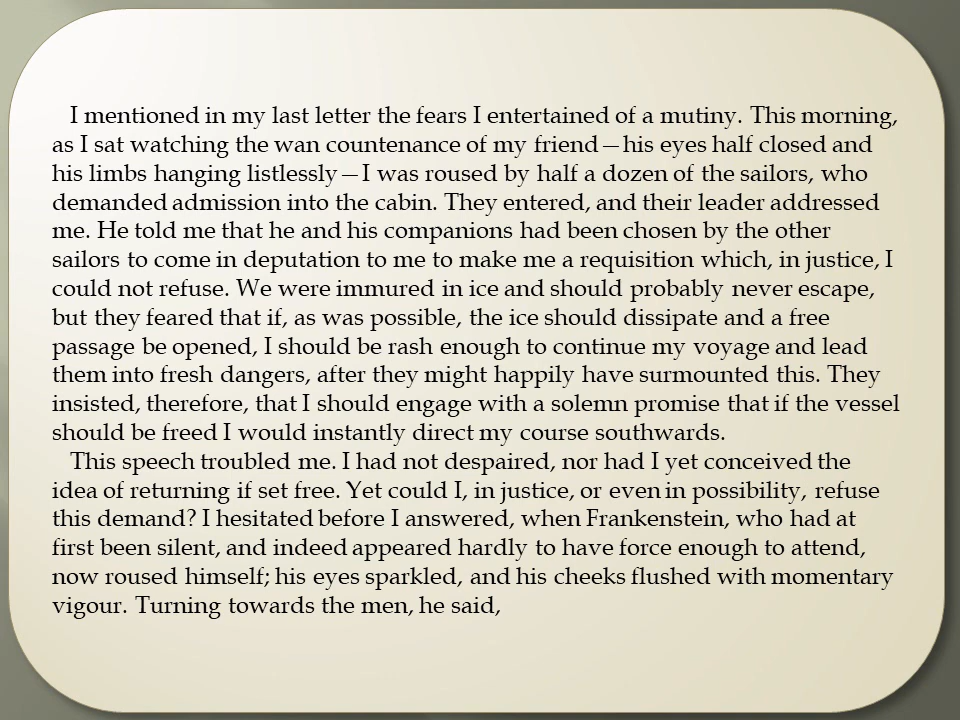 I mentioned in my last letter the fears I entertained of a mutiny. This morning,
as I sat watching the wan countenance of my friend—his eyes half closed and
his limbs hanging listlessly—I was roused by half a dozen of the sailors, who
demanded admission into the cabin. They entered, and their leader addressed
me. He told me that he and his companions had been chosen by the other
sailors to come in deputation to me to make me a requisition which, in justice, I
could not refuse. We were immured in ice and should probably never escape,
but they feared that if, as was possible, the ice should dissipate and a free
passage be opened, I should be rash enough to continue my voyage and lead
them into fresh dangers, after they might happily have surmounted this. They
insisted, therefore, that I should engage with a solemn promise that if the vessel
should be freed I would instantly direct my course southwards.
This speech troubled me. I had not despaired, nor had I yet conceived the
idea of returning if set free. Yet could I, in justice, or even in possibility, refuse
this demand? I hesitated before I answered, when Frankenstein, who had at
first been silent, and indeed appeared hardly to have force enough to attend,
now roused himself; his eyes sparkled, and his cheeks flushed with momentary
vigour. Turning towards the men, he said,